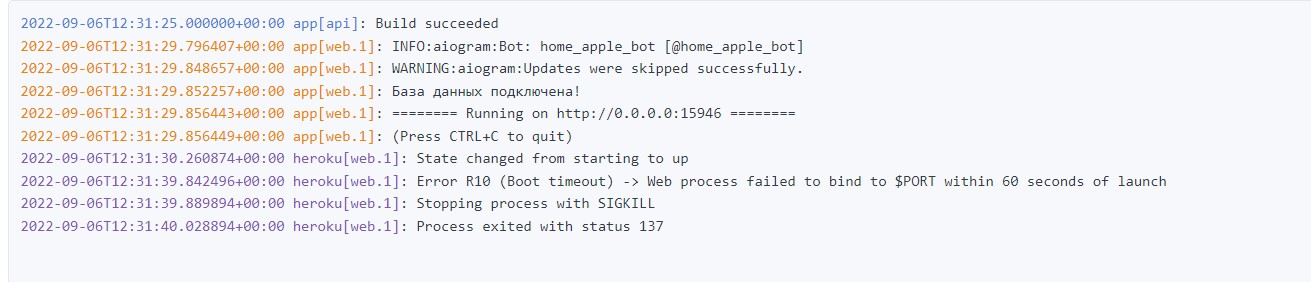 2022-09-06T12:31:25.000000+00:00 app[api]: Build succeeded
2022-09-06T12:31:29.796407+00:00 app[web.1]: INFO:aiogram:Bot: home_apple_bot [@home_apple_bot]
2022-09-06T12:31:29.848657+00:00 app[web.1]: WARNING:aiogram:Updates were skipped successfully.
2022-09-06T12:31:29.852257+00:00 app[web.1]: База данных подключена!
2022-09-06T12:31:29.856443+00:00 app[web.1]: ======== Running on http://0.0.0.0:15946 ========
2022-09-06T12:31:29.856449+00:00 app[web.1]: (Press CTRL+C to quit)
2022-09-06T12:31:30.260874+00:00 heroku[web.1]: State changed from starting to up
2022-09-06T12:31:39.842496+00:00 heroku[web.1]: Error R10 (Boot timeout) -> Web process failed to bind to $PORT within 60 seconds of launch
2022-09-06T12:31:39.889894+00:00 heroku[web.1]: Stopping process with SIGKILL
2022-09-06T12:31:40.028894+00:00 heroku[web.1]: Process exited with status 137